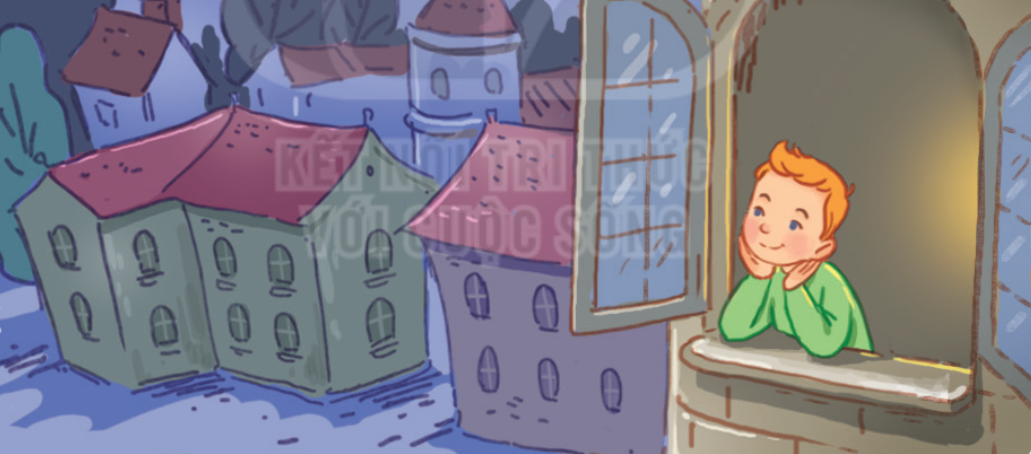 KẾT NỐI TRI THỨC
VỚI CUỘC SỐNG